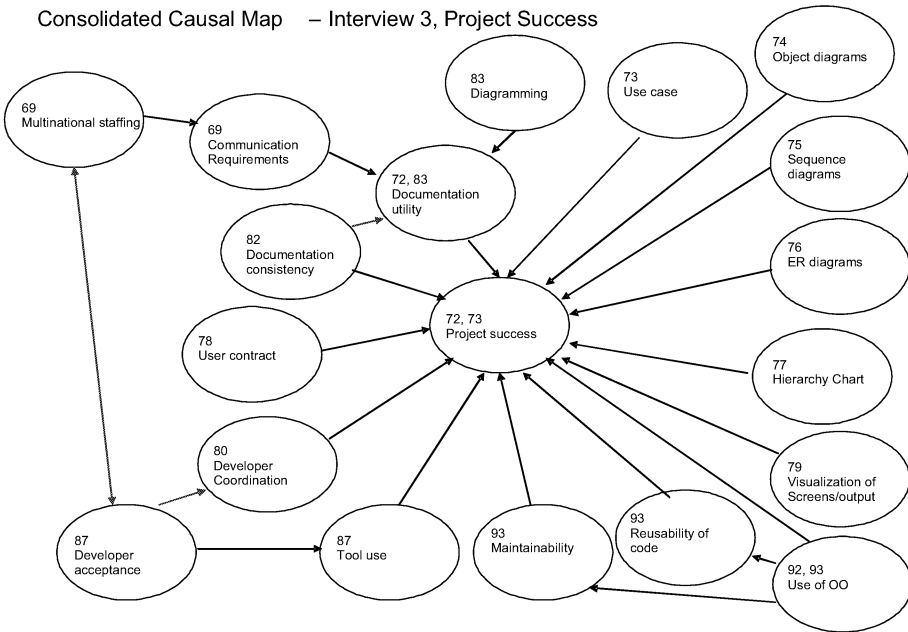 Consolidated Causal Map – Interview 3, Project Success
74
Object diagrams
83
Diagramming
73
Use case
69
Multinational staffing
69
Communication
Requirements
75
Sequence
diagrams
72, 83
Documentation
utility
82
Documentation
consistency
76
ER diagrams
72, 73
Project success
78
User contract
77
Hierarchy Chart
80
Developer
Coordination
79
Visualization of
Screens/output
87
Developer
acceptance
87
Tool use
93
Maintainability
93
Reusability of
code
92, 93
Use of OO